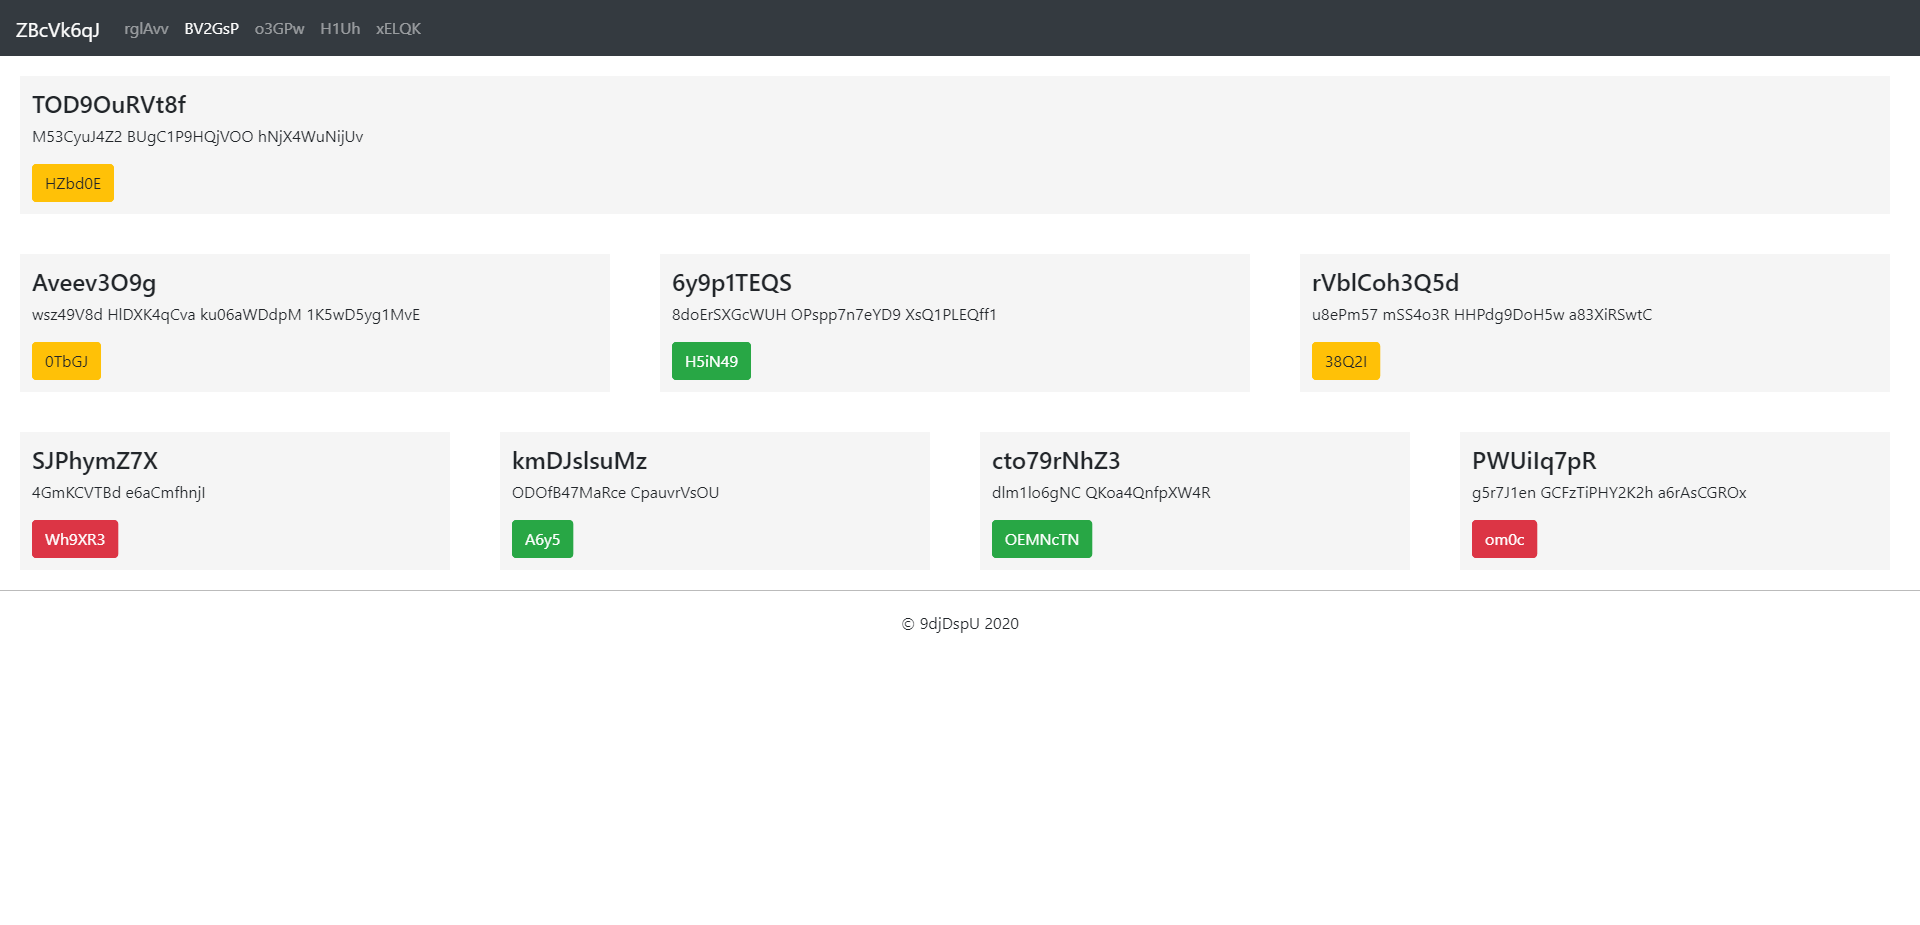 ZBcVk6qJ rglAvv BV2GsP o3GPw H1Uh xELQK
TOD9OuRVt8f
M53CyuJ4Z2 BUgC1P9HQjVOO hNjX4WuNijUv
HZbd0E
Aveev3O9g
wsz49V8d HlDXK4qCva ku06aWDdpM 1K5wD5yg1MvE
0TbGJ
6y9p1TEQS
8doErSXGcWUH OPspp7n7eYD9 XsQ1PLEQff1
H5iN49
rVblCoh3Q5d
u8ePm57 mSS4o3R HHPdg9DoH5w a83XiRSwtC
38Q2I
SJPhymZ7X
4GmKCVTBd e6aCmfhnjI
Wh9XR3
kmDJslsuMz
ODOfB47MaRce CpauvrVsOU
A6y5
cto79rNhZ3
dlm1lo6gNC QKoa4QnfpXW4R
OEMNcTN
PWUiIq7pR
g5r7J1en GCFzTiPHY2K2h a6rAsCGROx
om0c
© 9djDspU 2020